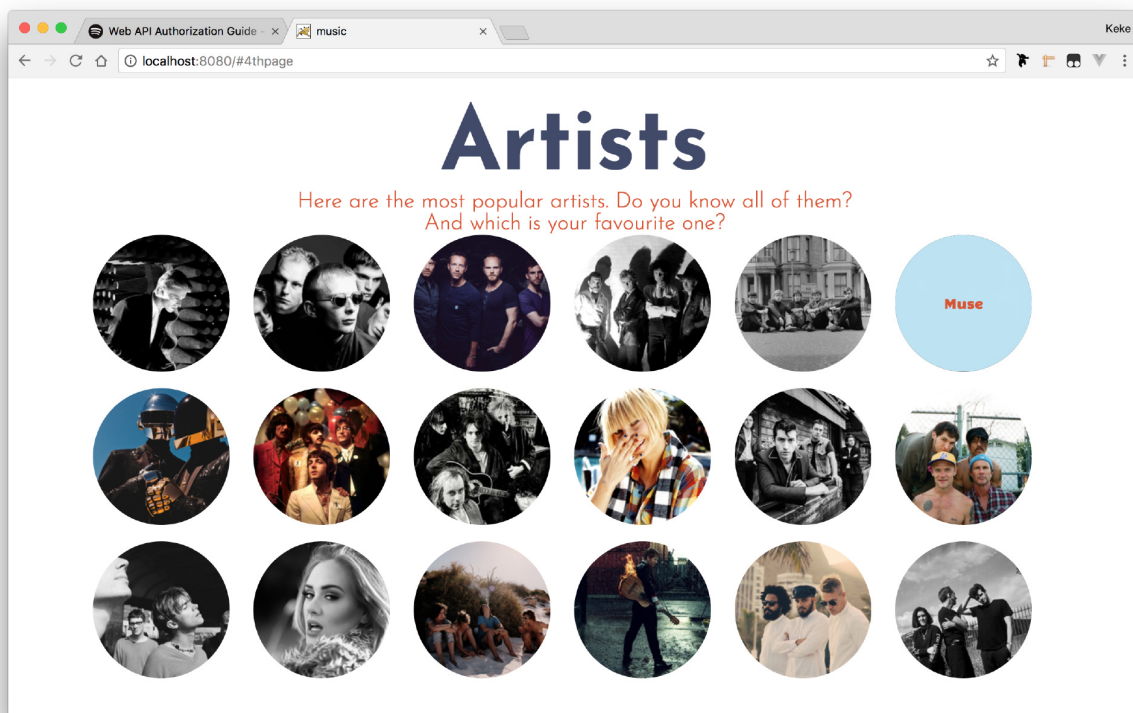 Web API Authorization Guide -
music
Keke
localhost:8080/#4thpage
Artists
Here are the most popular artists. Do you know all of them?
And which is your favourite one?
Muse